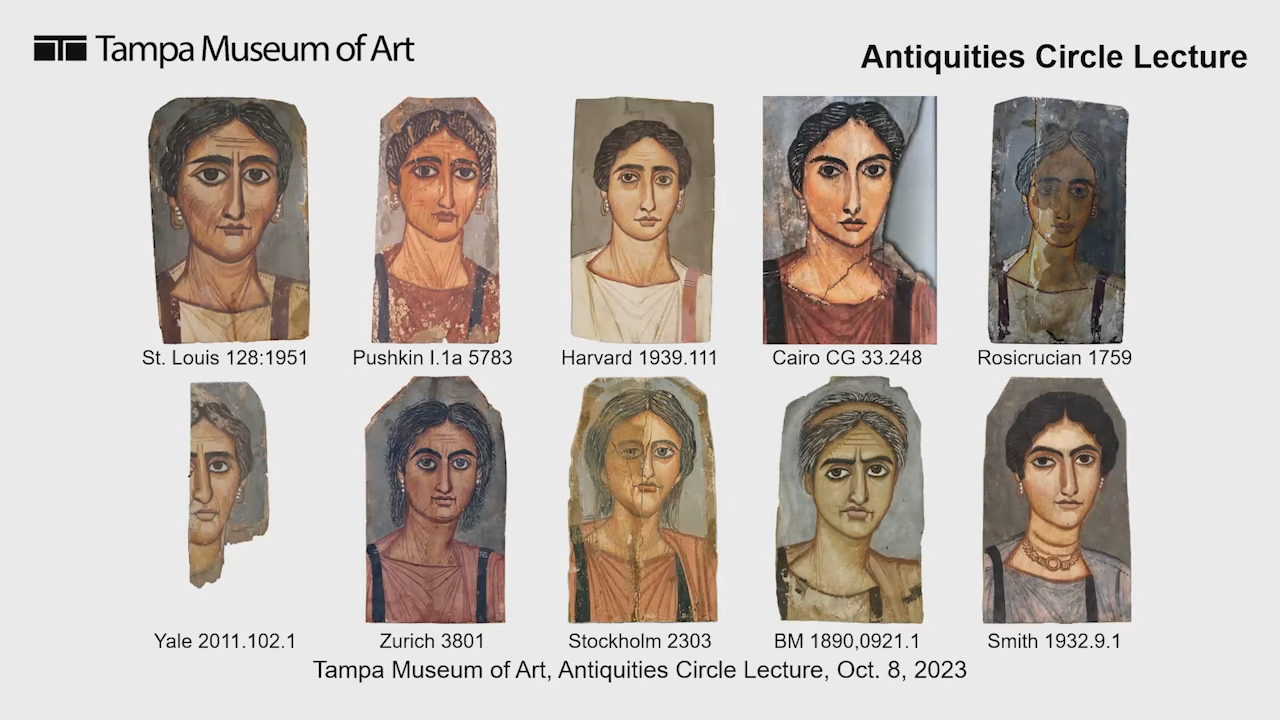 Tampa Museum of Art
Antiquities Circle Lecture
St. Louis 128:1951
Pushkin I.1a 5783
Harvard 1939.111
Cairo CG 33.248
Rosicrucian 1759
Yale 2011.102.1
Zurich 3801
Stockholm 2303
BM 1890,0921.1
Smith 1932.9.1
Tampa Museum of Art, Antiquities Circle Lecture, Oct. 8, 2023